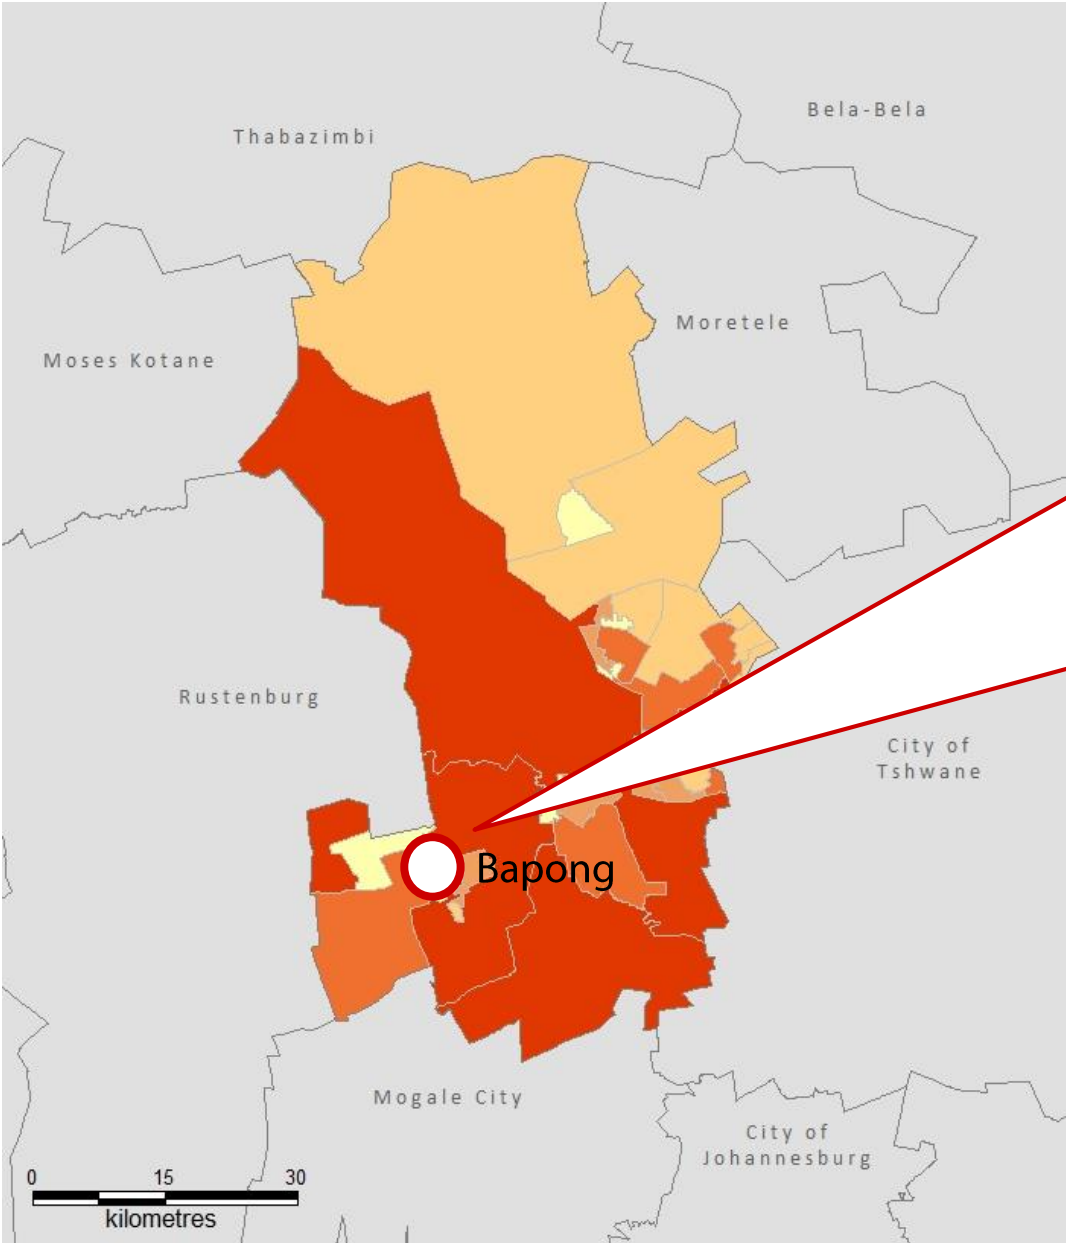 Bela-Bela
Thabazimbi
Moretele
Moses Kotane
Rustenburg
City of
Tshwane
Bapong
Mogale City
City of
Johannesburg
0 15 30
kilometres